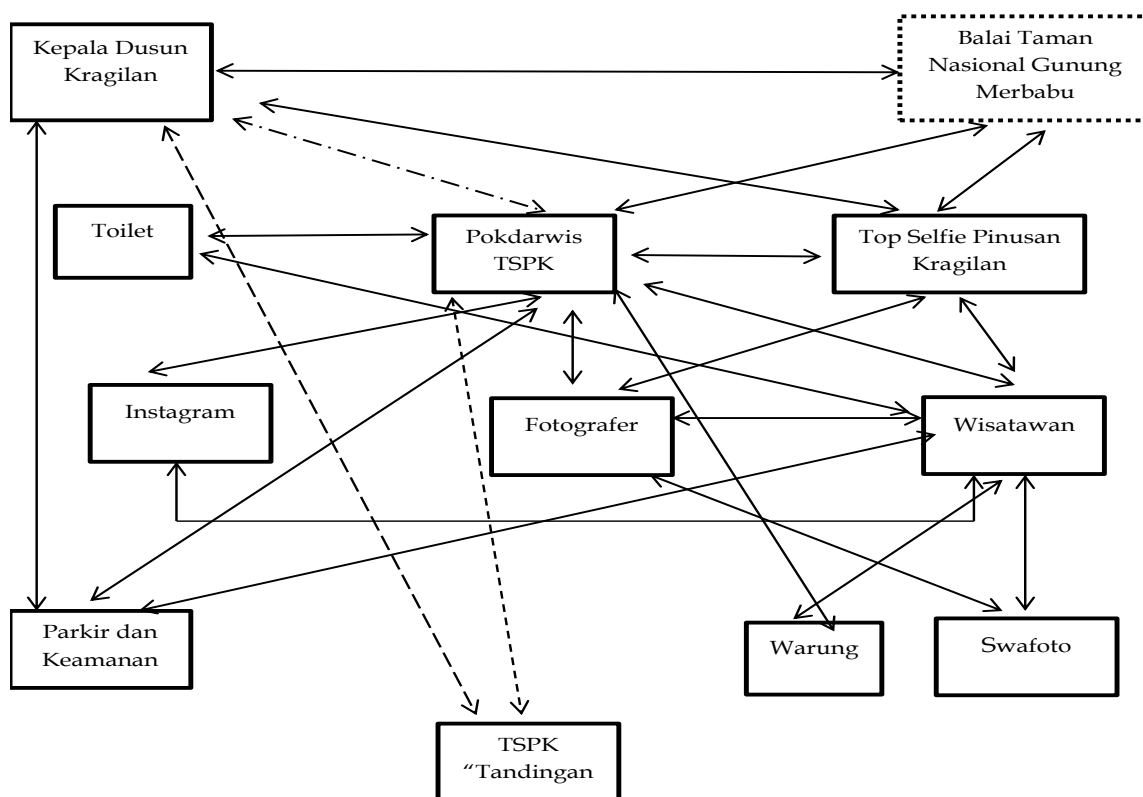 Kepala Dusun
Kragilan
Balai Taman
Nasional Gunung
Merbabu
Toilet
Pokdarwis
TSPK
Top Selfie Pinusan
Kragilan
Instagram
Fotografer
Wisatawan
Parkir dan
Keamanan
Warung
Swafoto
TSPK
“Tandingan